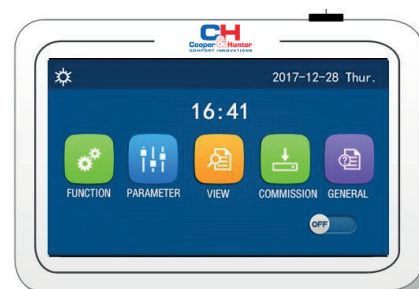 CH
Cooper&Hunter
COMFORT INNOVATIONS
2017-12-28 Thur.
16:41
FUNCTION PARAMETER VIEW COMMISSION GENERAL
OFF